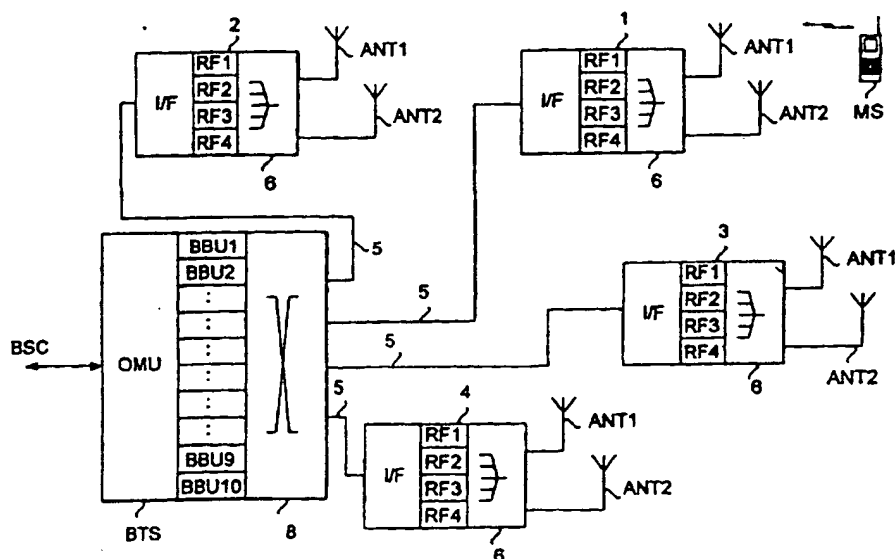 2
RF1
RF2
RF3
RF4
I/F
ANT1
ANT2
6
1
RF1
RF2
RF3
RF4
I/F
ANT1
ANT2
6
MS
BSC
OMU
BBU1
BBU2
BBU9
BBU10
BTS
8
5
5
5
5
3
RF1
RF2
RF3
RF4
I/F
ANT1
ANT2
6
4
RF1
RF2
RF3
RF4
I/F
ANT1
ANT2
6